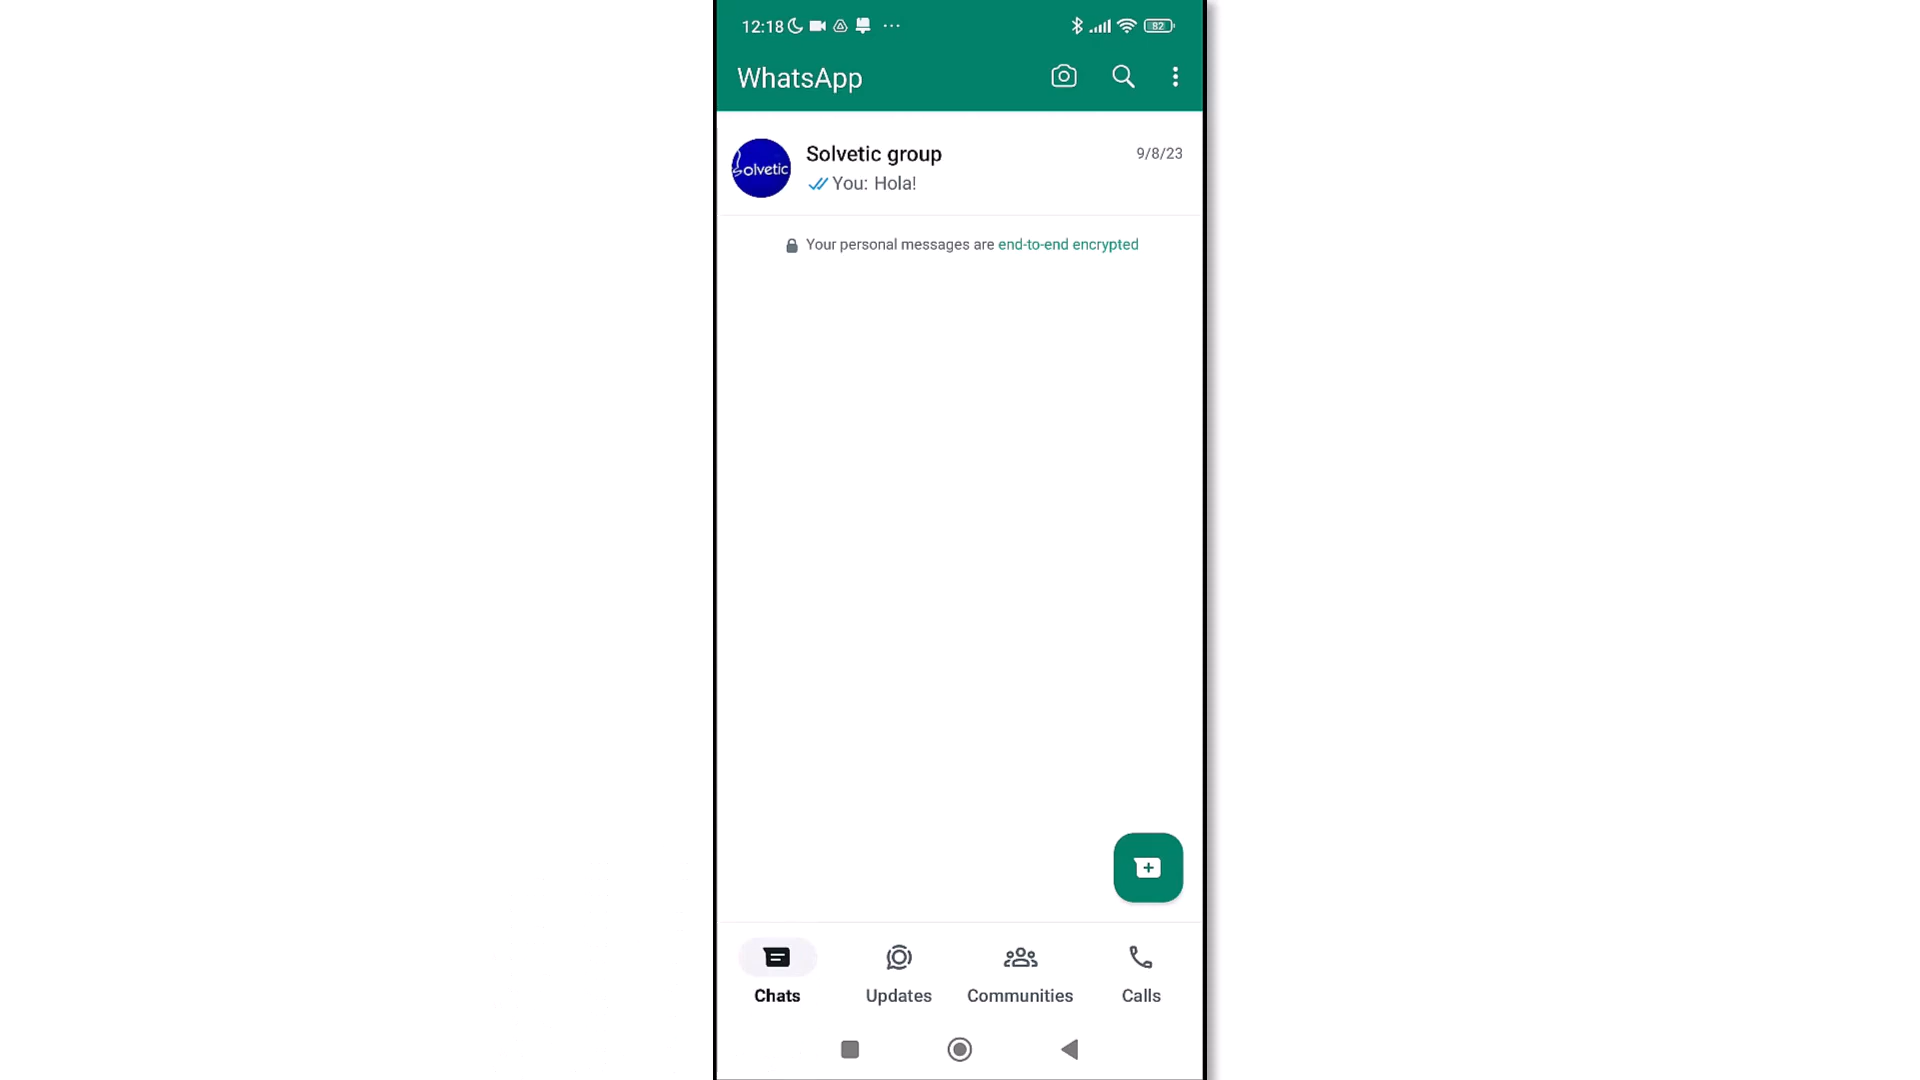 12:18
82
WhatsApp
Solvetic
Solvetic group
9/8/23
You: Hola!
Your personal messages are end-to-end encrypted
Chats
Updates
Communities
Calls